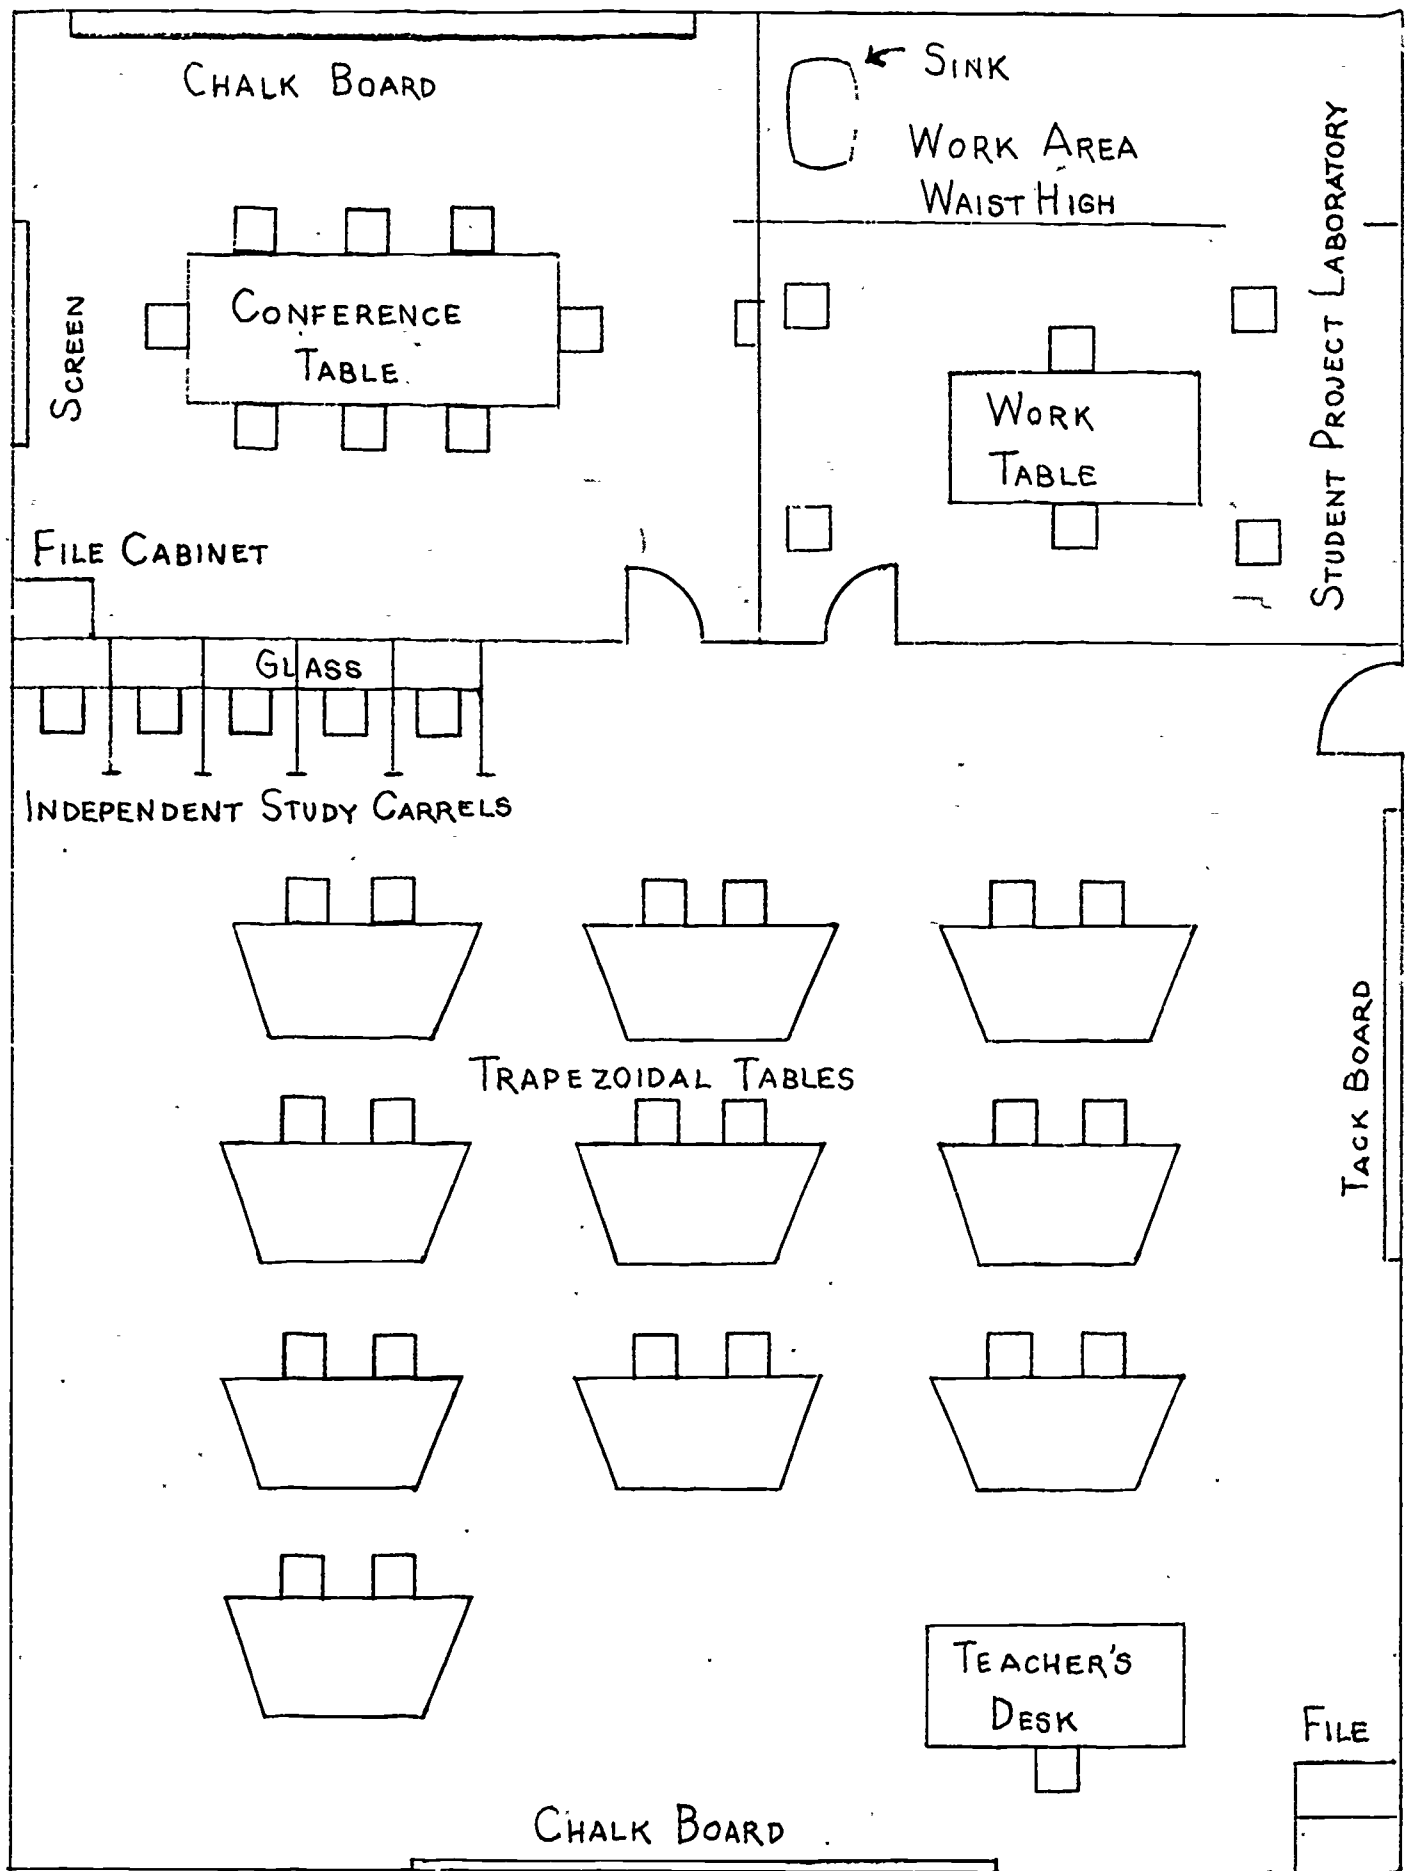 CHALK BOARD
SINK
WORK AREA
WAIST HIGH
STUDENT PROJECT LABORATORY
SCREEN
CONFERENCE
TABLE
WORK
TABLE
FILE CABINET
GLASS
INDEPENDENT STUDY CARRELS
TRAPEZOIDAL TABLES
TACK BOARD
TEACHER'S
DESK
FILE
CHALK BOARD